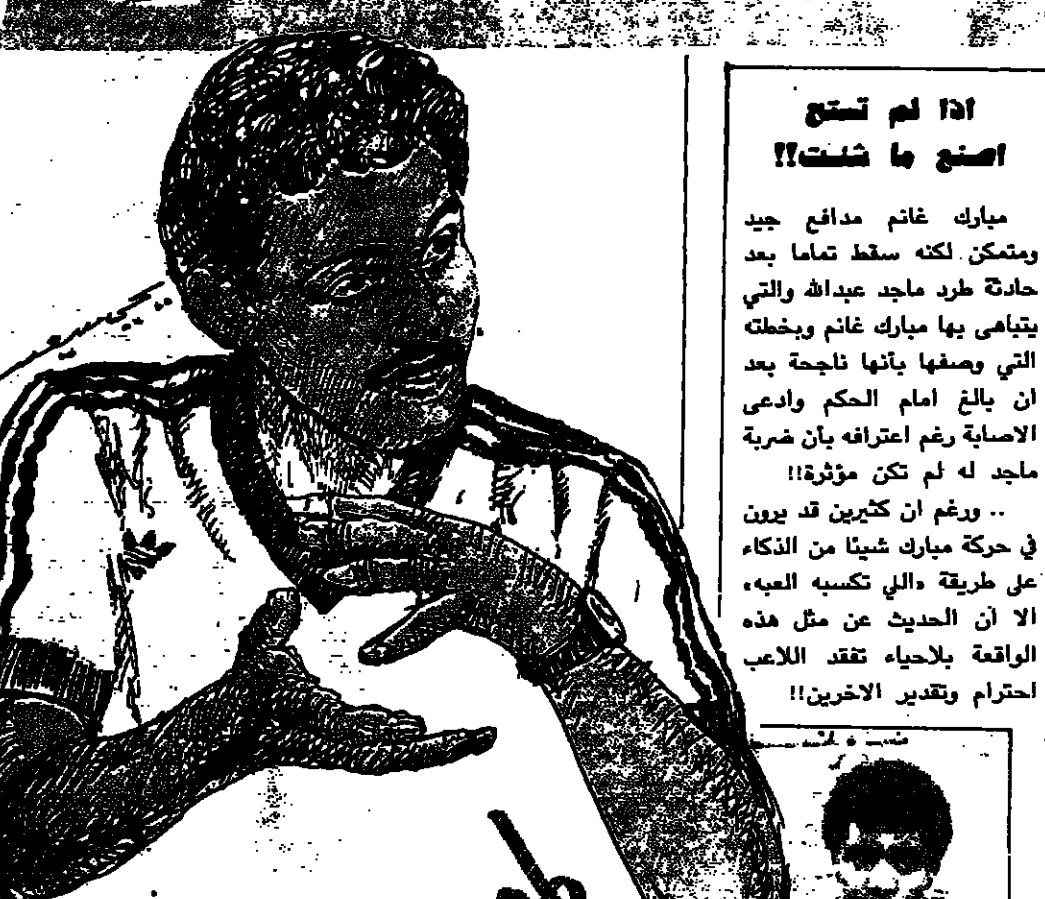 اذا لم تستح
اصنع ما شئت!!
مبارك غانم مدافع جيد
ومتمكن لكنه سقط تماما بعد
حادثة طرد ماجد عبدالله والتي
يتباهى بها مبارك غانم وبخطته
التي وصفها بأنها ناجحة بعد
ان بالغ امام الحكم وادعى
الاصابة رغم اعترافه بأن ضربة
ماجد له لم تكن مؤثرة!!
.. ورغم ان كثيرين قد يرون
في حركة مبارك شيئا من الذكاء
على طريقة «اللي تكسبه العبه»
الا أن الحديث عن مثل هذه
الواقعة بلاحياء تفقد اللاعب
احترام وتقدير الاخرين!!